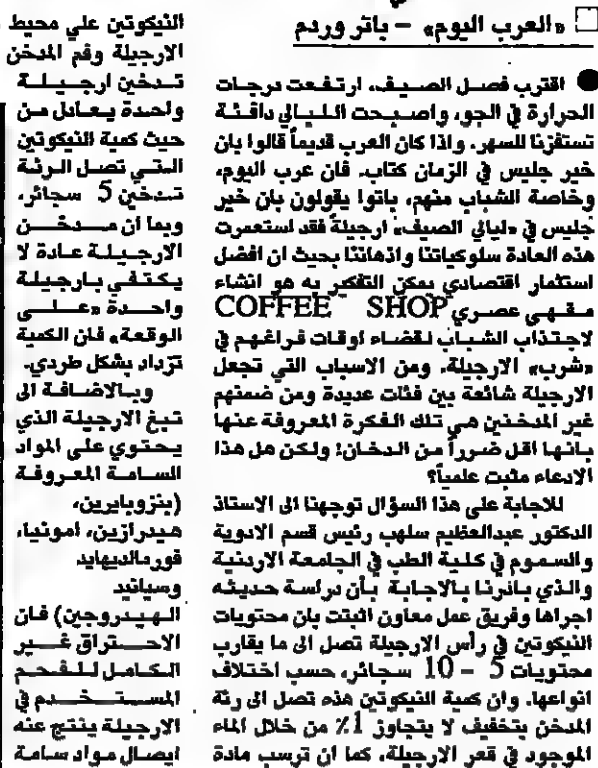 «العرب اليوم» – باتر وردم
● اقترب فصل الصيف، ارتفعت درجات
الحرارة في الجو، واصبحت الليالي دافئة
تستفزنا للسهر. واذا كان العرب قديماً قالوا بان
خير جليس في الزمان كتاب. فان عرب اليوم،
وخاصة الشباب منهم، باتوا يقولون بان خير
جليس في «ليالي الصيف» ارجيلة فقد استعمرت
هذه العادة سلوكياتنا واذهاننا بحيث ان افضل
استثمار اقتصادي يمكن التفكير به هو انشاء
مقهى عصري COFFEE SHOP
لاجتذاب الشباب لقضاء اوقات فراغهم في
«شرب» الارجيلة. ومن الاسباب التي تجعل
الارجيلة شائعة بين فئات عديدة ومن ضمنهم
غير المدخنين هي تلك الفكرة المعروفة عنها
بانها اقل ضرراً من الدخان! ولكن هل هذا
الادعاء مثبت علمياً؟
للاجابة على هذا السؤال توجهنا الى الاستاذ
الدكتور عبدالعظيم سلهب رئيس قسم الادوية
والسموم في كلية الطب في الجامعة الاردنية
والذي بادرنا بالاجابة بأن دراسة حديثه
اجراها وفريق عمل معاون اثبتت بان محتويات
النيكوتين في رأس الارجيلة تصل الى ما يقارب
محتويات 5 – 10 سجائر، حسب اختلاف
انواعها. وان كمية النيكوتين هذه تصل الى رئة
المدخن بتخفيف لا يتجاوز 1٪ من خلال الماء
الموجود في قعر الارجيلة، كما ان ترسب مادة
النيكوتين على محيط
الارجيلة وفم المدخن
تدخين ارجيلة
واحدة يعادل من
حيث كمية النيكوتين
التي تصل الرئة
تدخين 5 سجائر،
وبما ان مدخن
الارجيلة عادة لا
يكتفي بارجيلة
واحدة «على
الوقعة» فان الكمية
تزداد بشكل طردي.
وبالاضافة الى
تبغ الارجيلة الذي
يحتوي على المواد
السامة المعروفة
(بنزوبايرين،
هيدرازين، امونيا،
فورمالديهايد
وسيانيد
الهيدروجين) فان
الاحتراق غير
الكامل للفحم
المستخدم في
الارجيلة ينتج عنه
ايصال مواد سامة